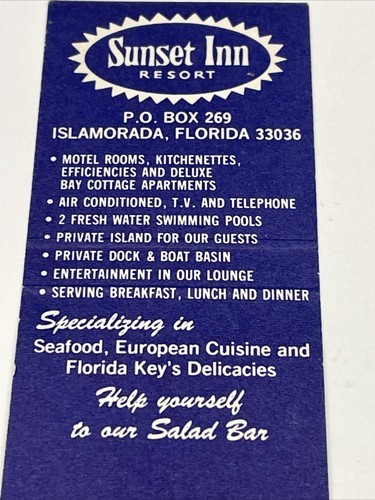 Sunset Inn
RESORT
P.O. BOX 269
ISLAMORADA, FLORIDA 33036
• MOTEL ROOMS, KITCHENETTES,
EFFICIENCIES AND DELUXE
BAY COTTAGE APARTMENTS
• AIR CONDITIONED, T.V. AND TELEPHONE
• 2 FRESH WATER SWIMMING POOLS
• PRIVATE ISLAND FOR OUR GUESTS
• PRIVATE DOCK & BOAT BASIN
• ENTERTAINMENT IN OUR LOUNGE
• SERVING BREAKFAST, LUNCH AND DINNER
Specializing in
Seafood, European Cuisine and
Florida Key's Delicacies
Help yourself
to our Salad Bar